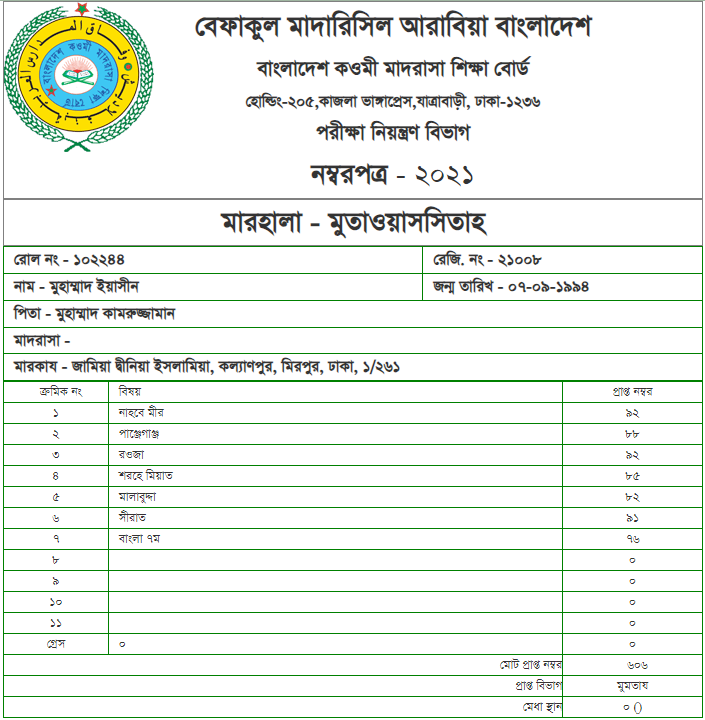 বেফাকুল মাদারিসিল আরাবিয়া বাংলাদেশ
বাংলাদেশ কওমী মাদরাসা শিক্ষা বোর্ড
হোল্ডিং-২০৫,কাজলা ভাঙ্গাপ্রেস,যাত্রাবাড়ী, ঢাকা-১২৩৬
পরীক্ষা নিয়ন্ত্রণ বিভাগ
নম্বরপত্র - ২০২১
মারহালা - মুতাওয়াসসিতাহ
রোল নং - ১০২২৪৪ রেজি. নং - ২১০০৮
নাম - মুহাম্মাদ ইয়াসীন জন্ম তারিখ - ০৭-০৯-১৯৯৪
পিতা - মুহাম্মাদ কামরুজ্জামান
মাদরাসা -
মারকায - জামিয়া দ্বীনিয়া ইসলামিয়া, কল্যাণপুর, মিরপুর, ঢাকা, ১/২৬১
ক্রমিক নং বিষয় প্রাপ্ত নম্বর
১ নাহবে মীর ৯২
২ পাঞ্জেগাঞ্জ ৮৮
৩ রওজা ৯২
৪ শরহে মিয়াত ৮৫
৫ মালাবুদ্দা ৮২
৬ সীরাত ৯১
৭ বাংলা ৭ম ৭৬
৮ ০
৯ ০
১০ ০
১১ ০
গ্রেস ০ ০
মোট প্রাপ্ত নম্বর ৬০৬
প্রাপ্ত বিভাগ মুমতায
মেধা স্থান ০ ()